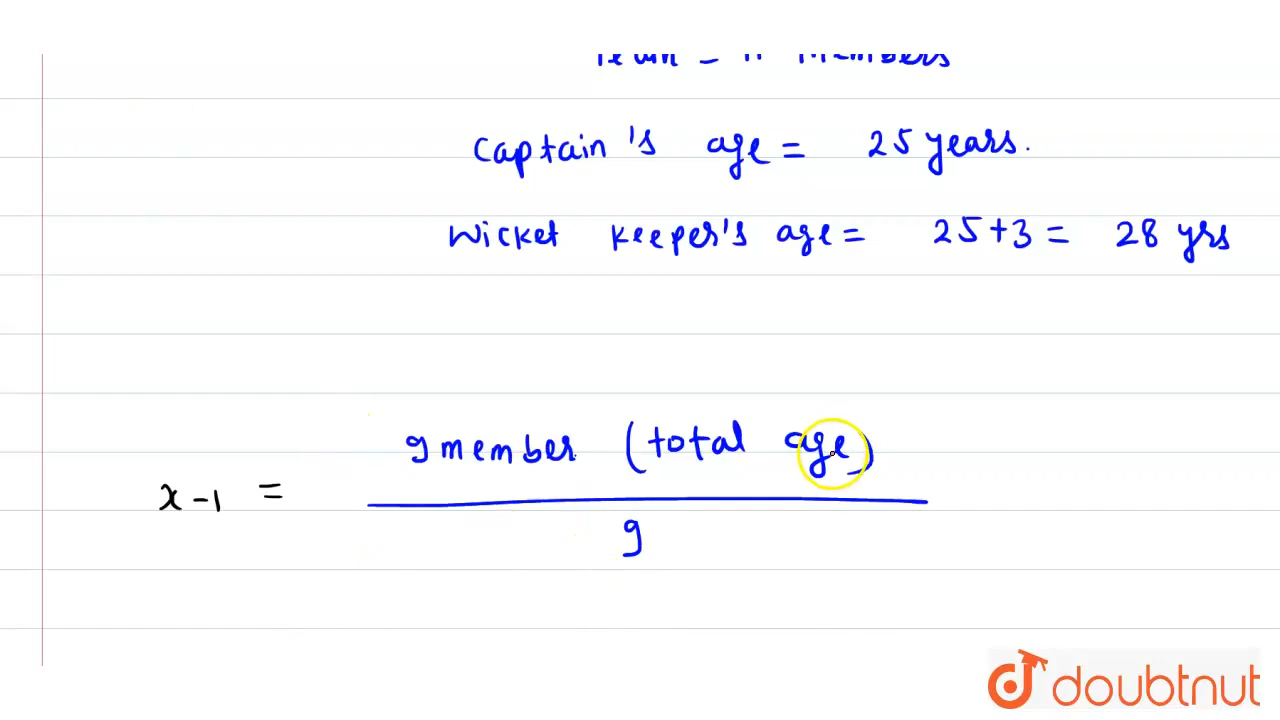 Captain's age = 25 years.
Wicket keeper's age = 25+3 = 28 yrs
9 member (total age)
x-1 =
9
doubtnut